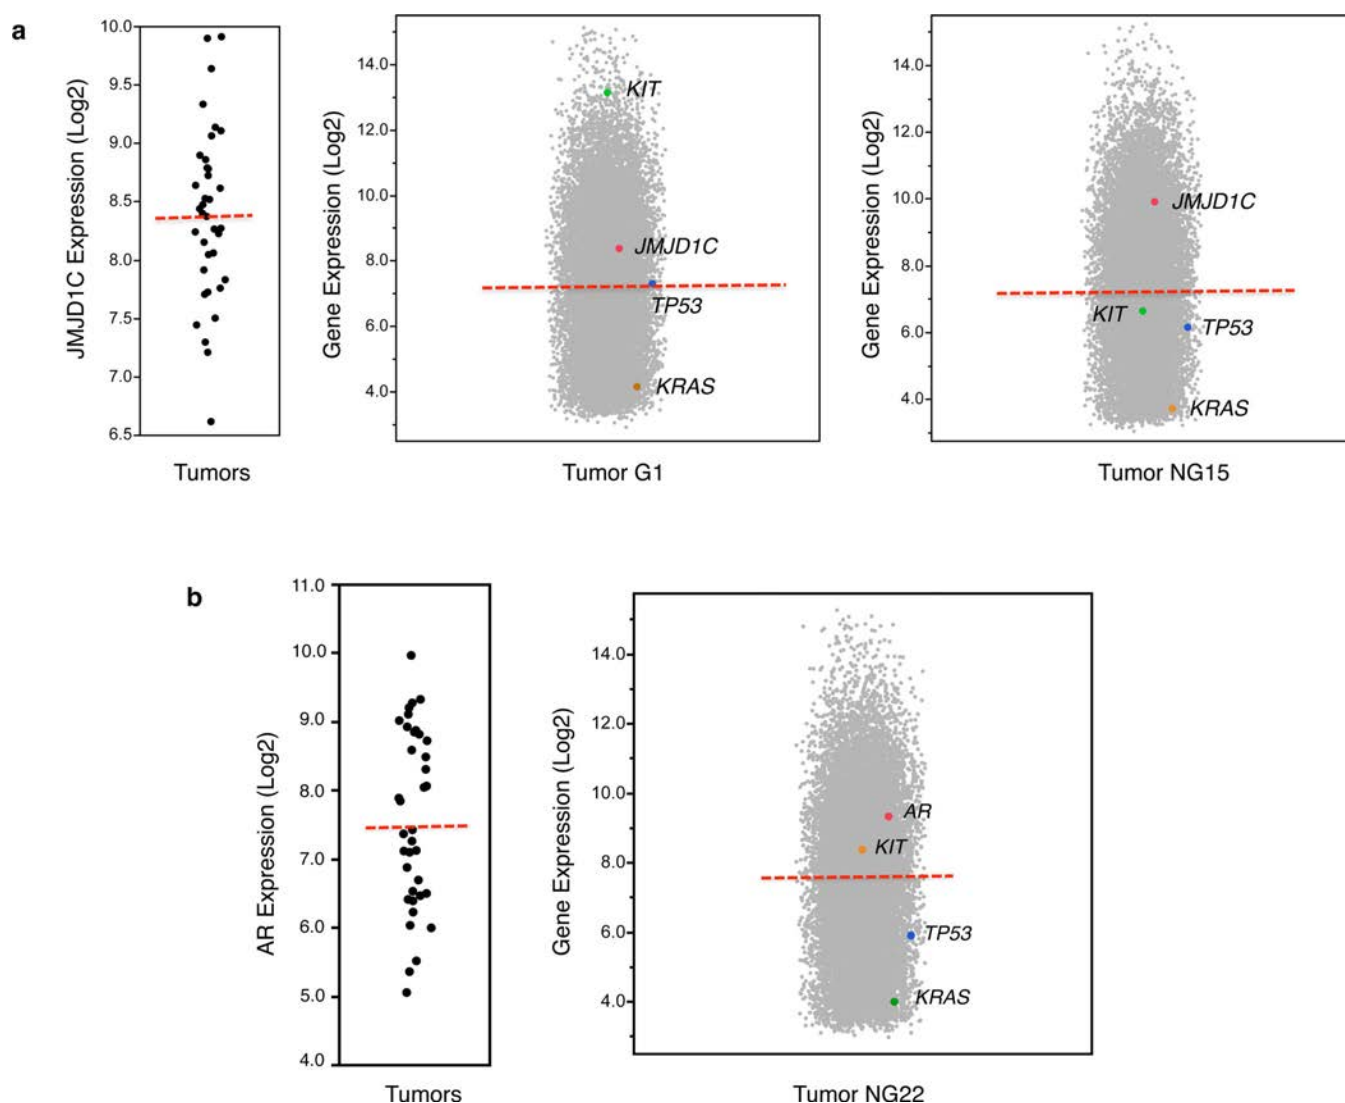 a
JMJD1C Expression (Log2)
10.0
9.5
9.0
8.5
8.0
7.5
7.0
6.5
Tumors
Gene Expression (Log2)
14.0
12.0
10.0
8.0
6.0
4.0
KIT
JMJD1C
TP53
KRAS
Tumor G1
Gene Expression (Log2)
14.0
12.0
10.0
8.0
6.0
4.0
JMJD1C
KIT
TP53
KRAS
Tumor NG15
b
AR Expression (Log2)
11.0
10.0
9.0
8.0
7.0
6.0
5.0
4.0
Tumors
Gene Expression (Log2)
14.0
12.0
10.0
8.0
6.0
4.0
AR
KIT
TP53
KRAS
Tumor NG22